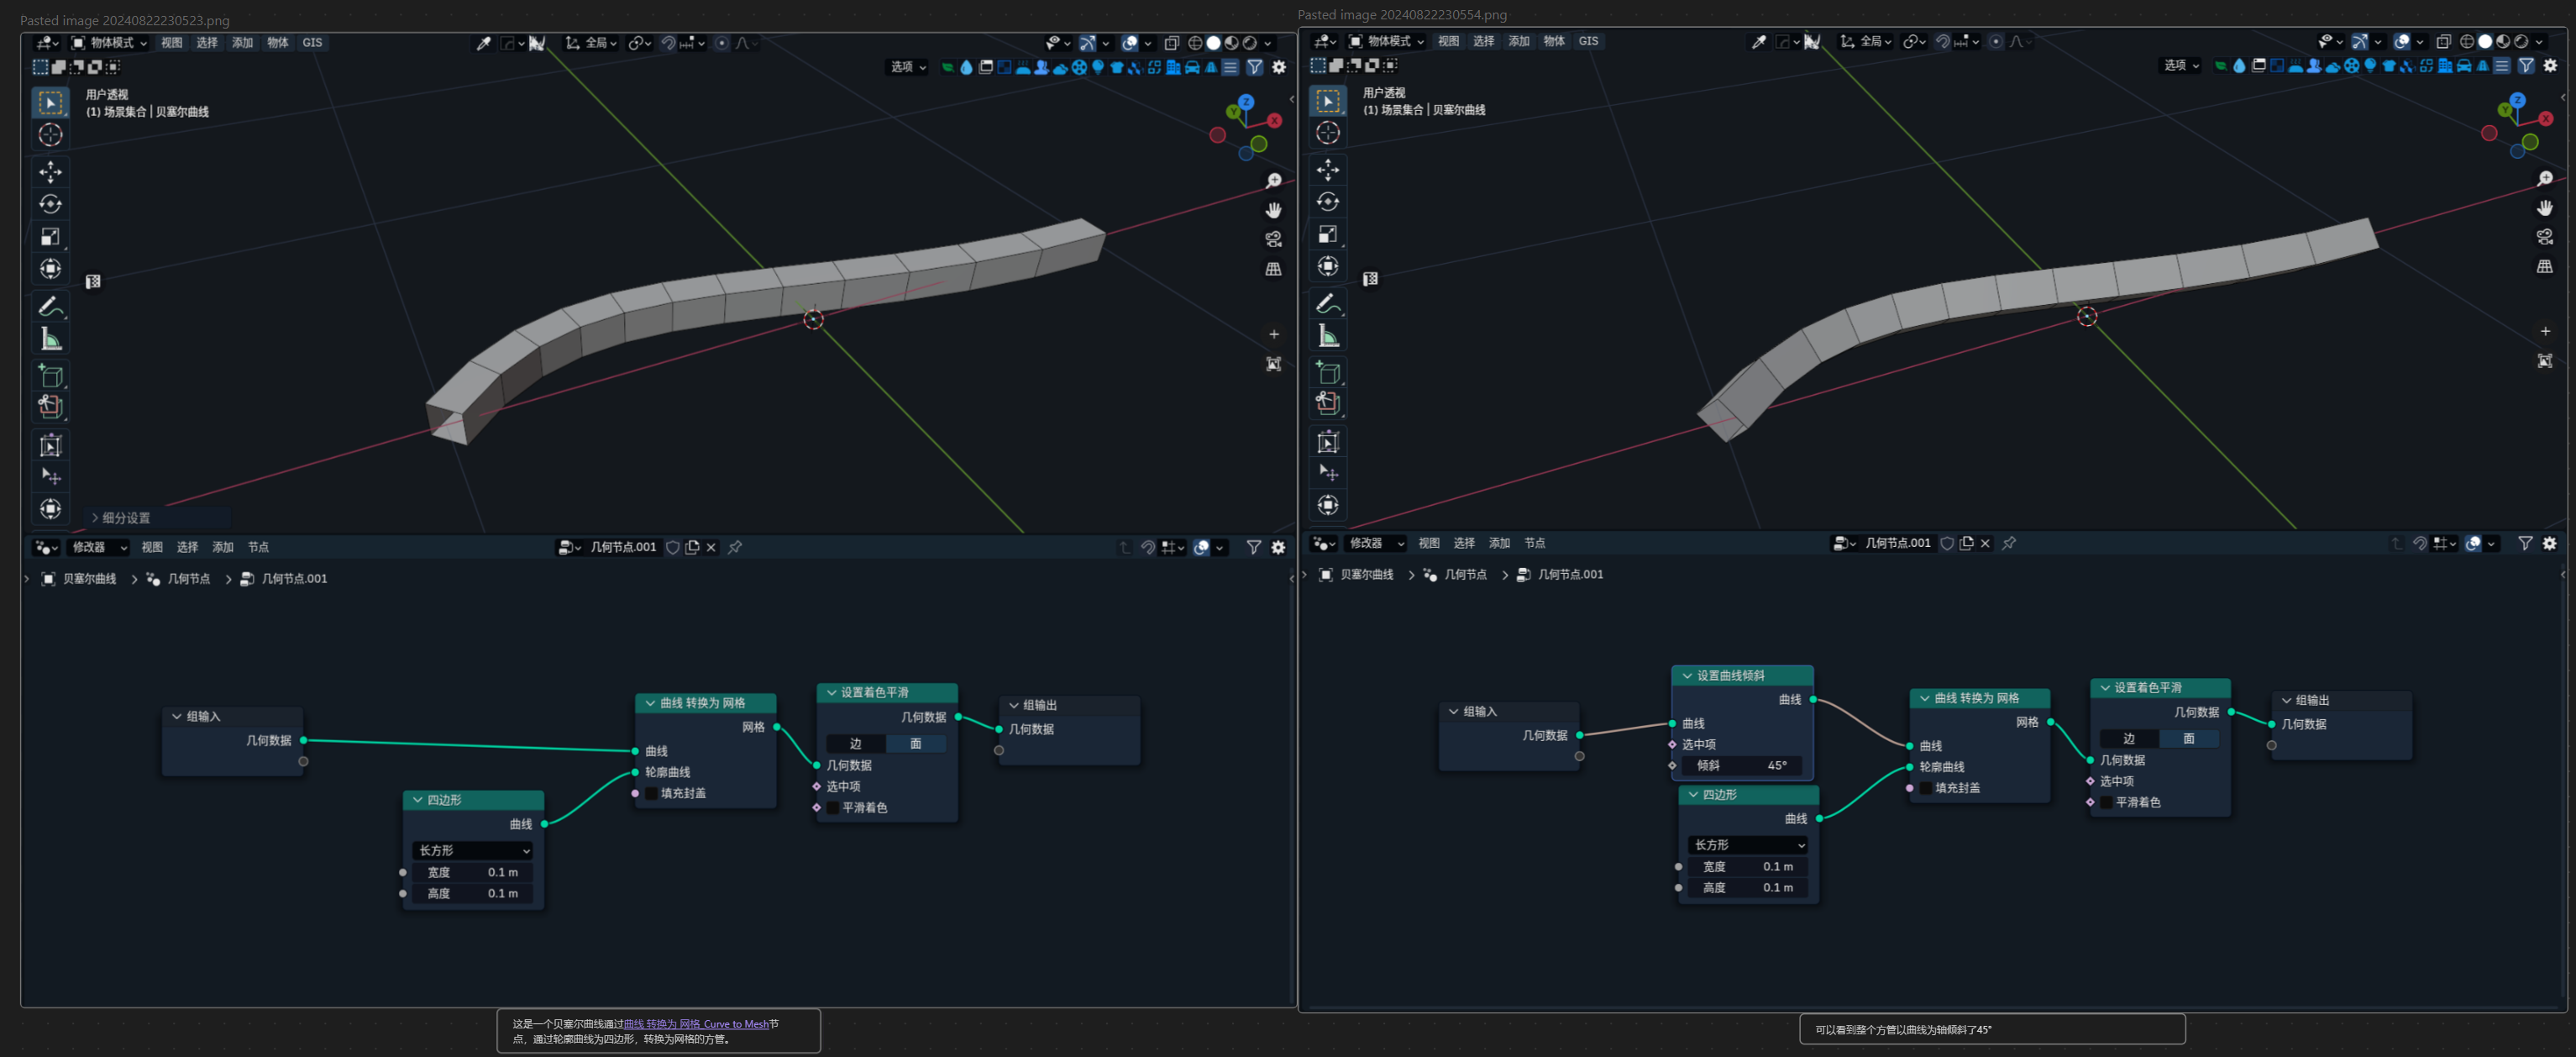 Pasted image 20240822230523.png
物体模式 视图 选择 添加 物体 GIS
全局
选项
用户透视
(1) 场景集合 | 贝塞尔曲线
Z
Y
X
细分设置
修改器 视图 选择 添加 节点
几何节点.001
贝塞尔曲线 几何节点 几何节点.001
组输入
几何数据
四边形
曲线
长方形
宽度 0.1 m
高度 0.1 m
曲线 转换为 网格
网格
曲线
轮廓曲线
填充封盖
设置着色平滑
几何数据
边 面
几何数据
选中项
平滑着色
组输出
几何数据
这是一个贝塞尔曲线通过曲线 转换为 网格 Curve to Mesh节
点，通过轮廓曲线为四边形，转换为网格的方管。
Pasted image 20240822230554.png
物体模式 视图 选择 添加 物体 GIS
全局
选项
用户透视
(1) 场景集合 | 贝塞尔曲线
Z
Y
X
修改器 视图 选择 添加 节点
几何节点.001
贝塞尔曲线 几何节点 几何节点.001
组输入
几何数据
设置曲线倾斜
曲线
曲线
选中项
倾斜 45°
四边形
曲线
长方形
宽度 0.1 m
高度 0.1 m
曲线 转换为 网格
网格
曲线
轮廓曲线
填充封盖
设置着色平滑
几何数据
边 面
几何数据
选中项
平滑着色
组输出
几何数据
可以看到整个方管以曲线为轴倾斜了45°